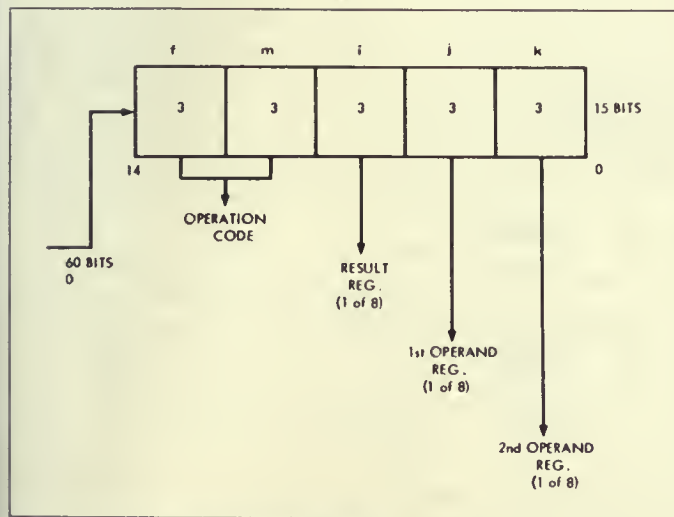 f m i j k
3 3 3 3 3 15 BITS
14 0
OPERATION
CODE
60 BITS
0
RESULT
REG.
(1 of 8)
1st OPERAND
REG.
(1 of 8)
2nd OPERAND
REG.
(1 of 8)